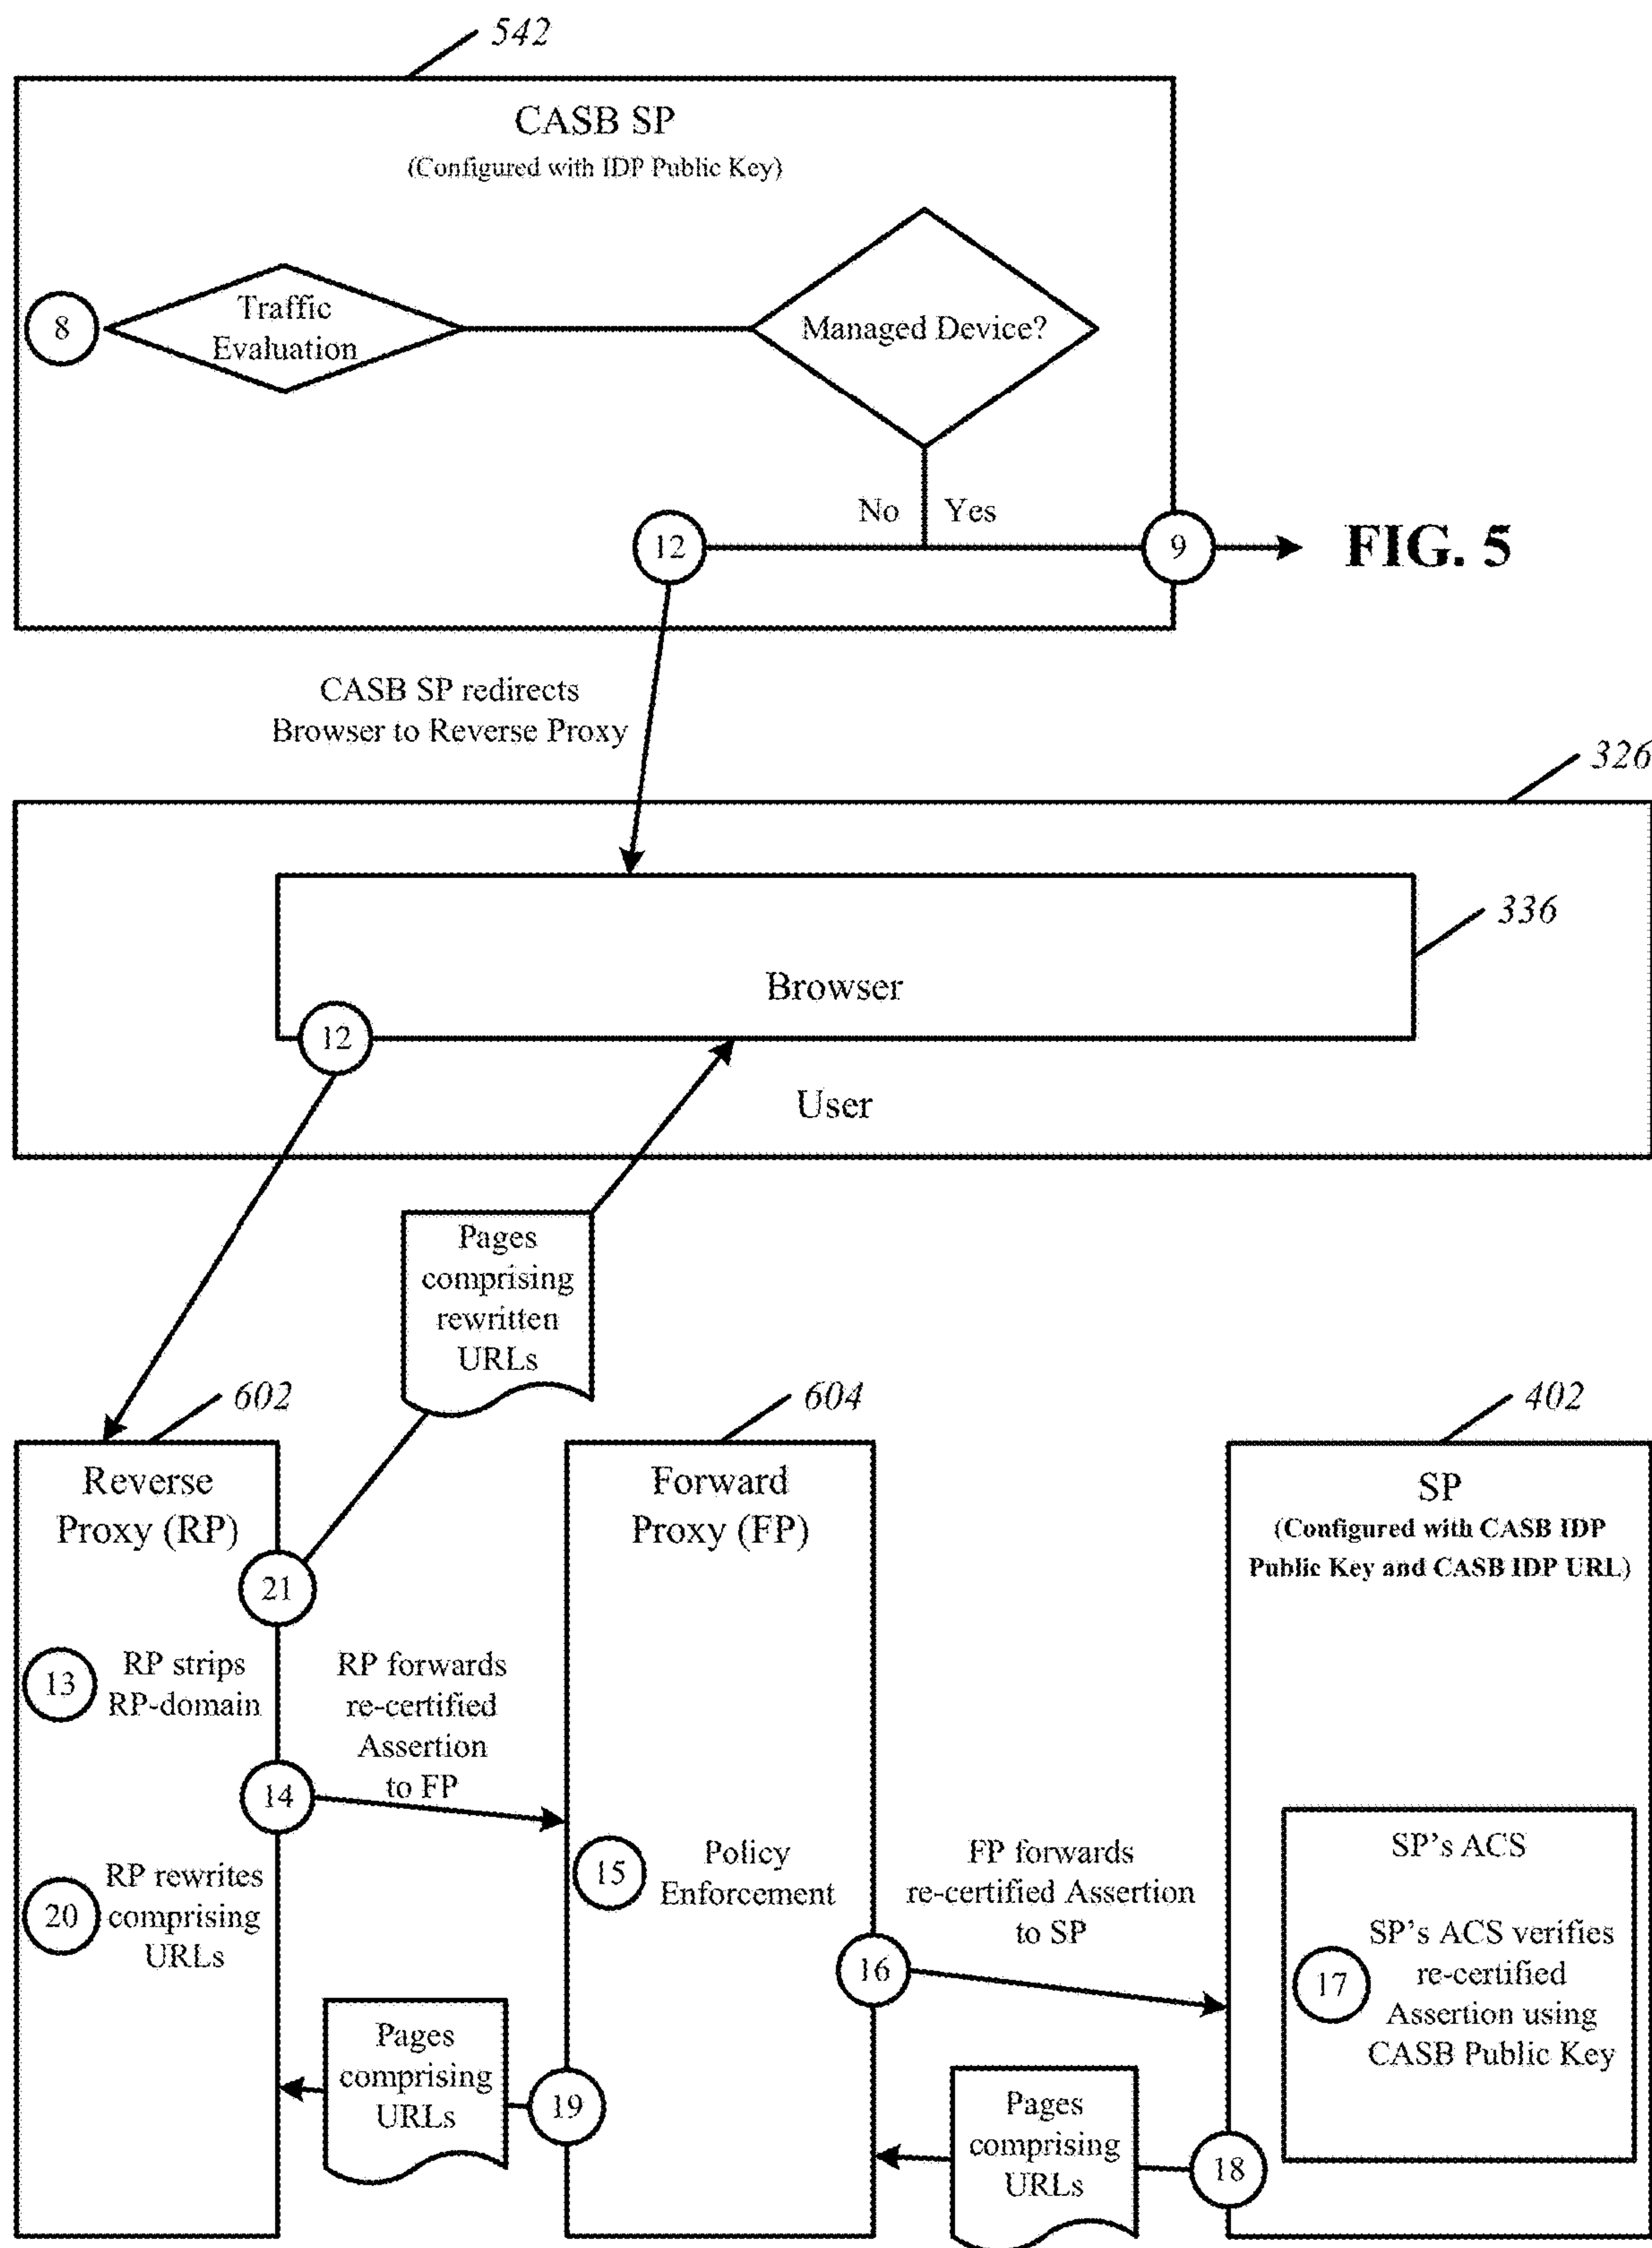 542
CASB SP
(Configured with IDP Public Key)
8
Traffic
Evaluation
Managed Device?
No
Yes
12
9
FIG. 5
CASB SP redirects
Browser to Reverse Proxy
326
336
Browser
12
User
Pages
comprising
rewritten
URLs
602
604
402
Reverse
Proxy (RP)
Forward
Proxy (FP)
SP
(Configured with CASB IDP
Public Key and CASB IDP URL)
21
13
RP strips
RP-domain
RP forwards
re-certified
Assertion
to FP
14
15
Policy
Enforcement
FP forwards
re-certified Assertion
to SP
SP's ACS
20
RP rewrites
comprising
URLs
16
17
SP's ACS verifies
re-certified
Assertion using
CASB Public Key
Pages
comprising
URLs
19
Pages
comprising
URLs
18